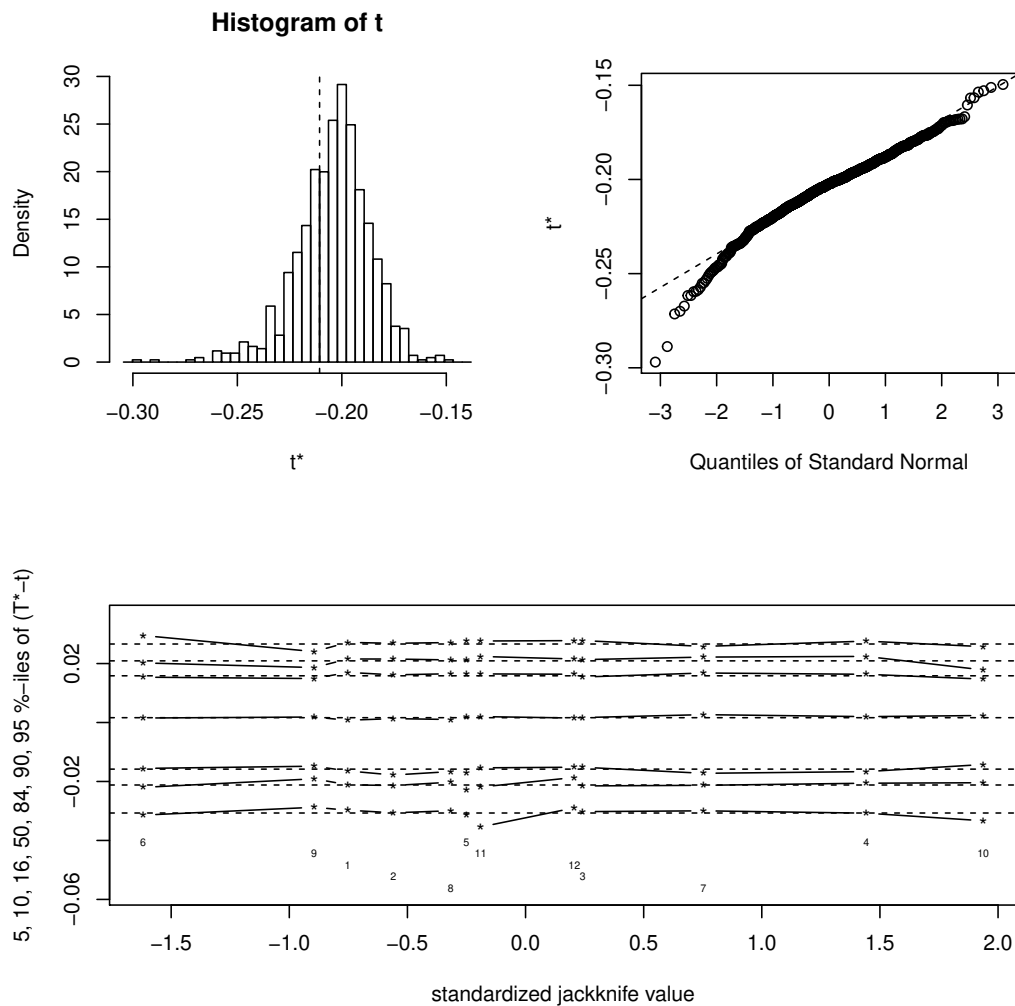 Histogram of t
Density
0 5 10 15 20 25 30
−0.30 −0.25 −0.20 −0.15
t*
t*
−0.30 −0.25 −0.20 −0.15
−3 −2 −1 0 1 2 3
Quantiles of Standard Normal
5, 10, 16, 50, 84, 90, 95 %−iles of (T*−t)
−0.06 −0.02 0.02
6 9 1 2 8 5 11 12 3 7 4 10
−1.5 −1.0 −0.5 0.0 0.5 1.0 1.5 2.0
standardized jackknife value